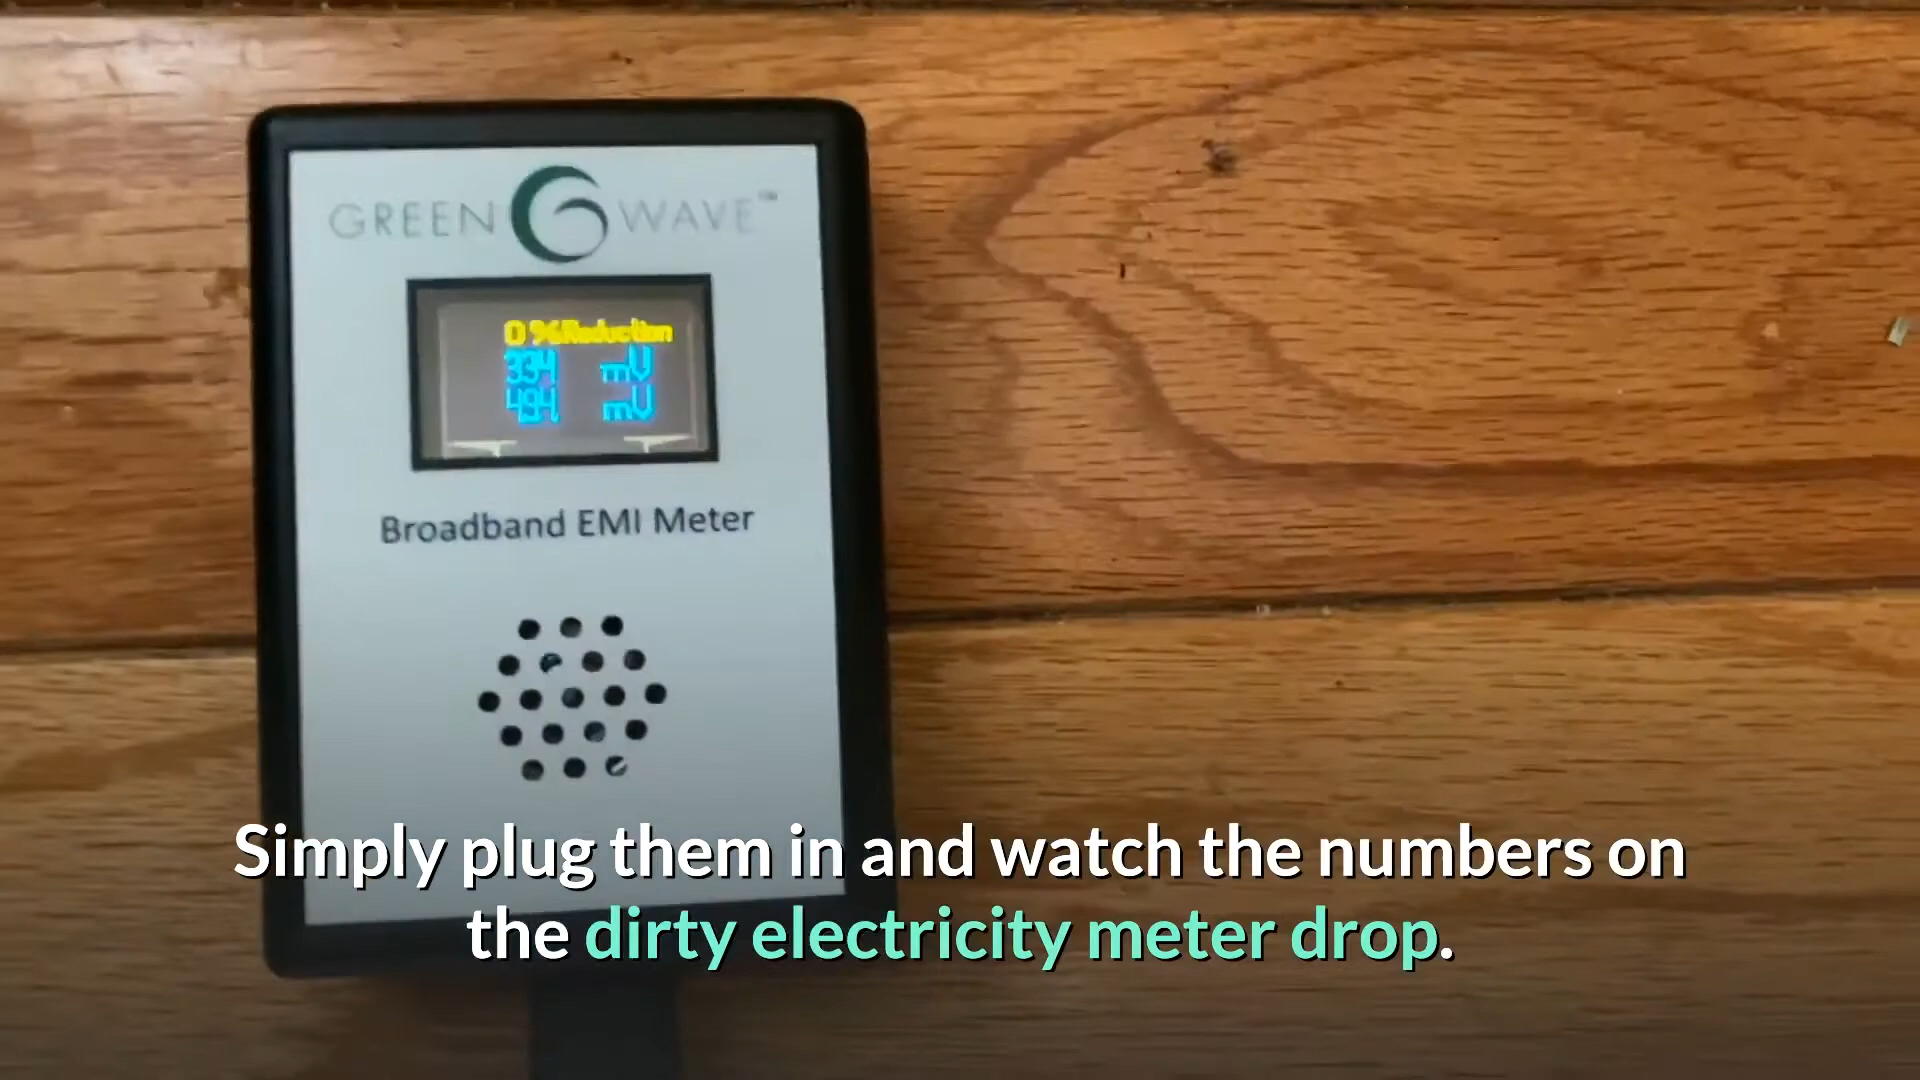 GREEN WAVE™
0 % Reduction
334 mV
494 mV
Broadband EMI Meter
Simply plug them in and watch the numbers on
the dirty electricity meter drop.